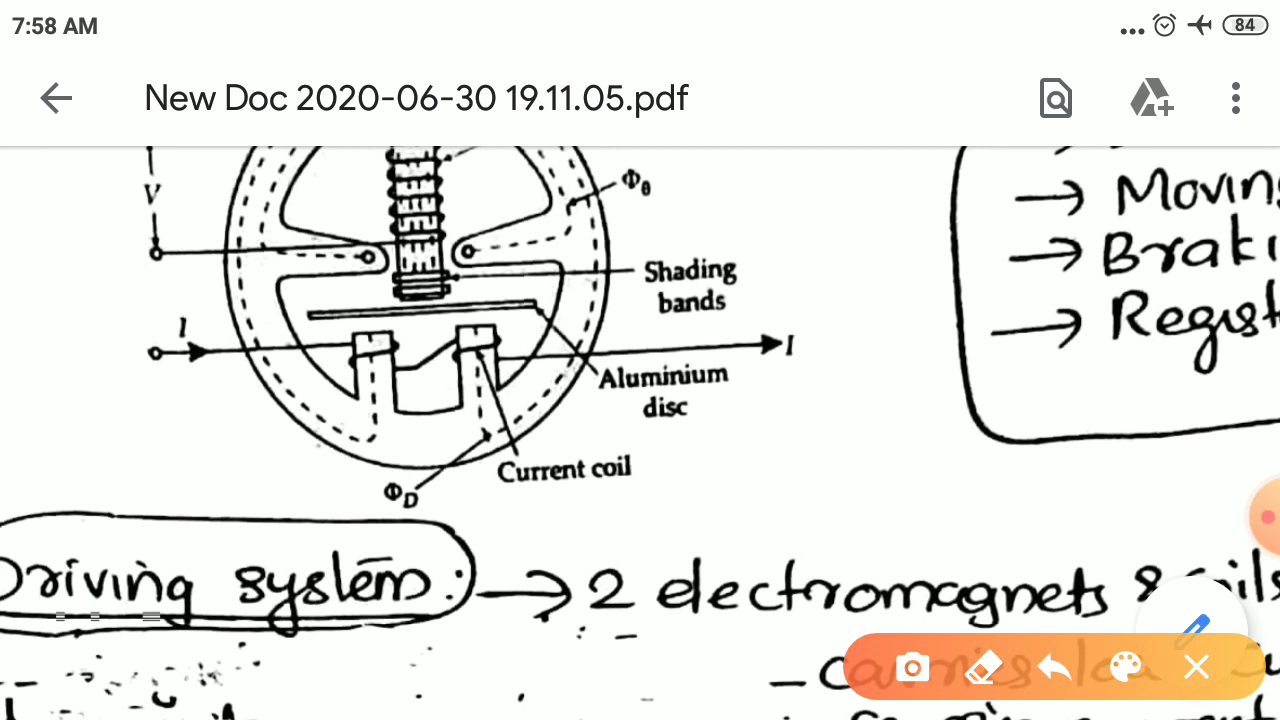 7:58 AM
84
New Doc 2020-06-30 19.11.05.pdf
V
Φθ
Shading
bands
I
I
Aluminium
disc
Current coil
ΦD
→ Movin
→ Braki
→ Regist
Driving system: → 2 electromagnets &